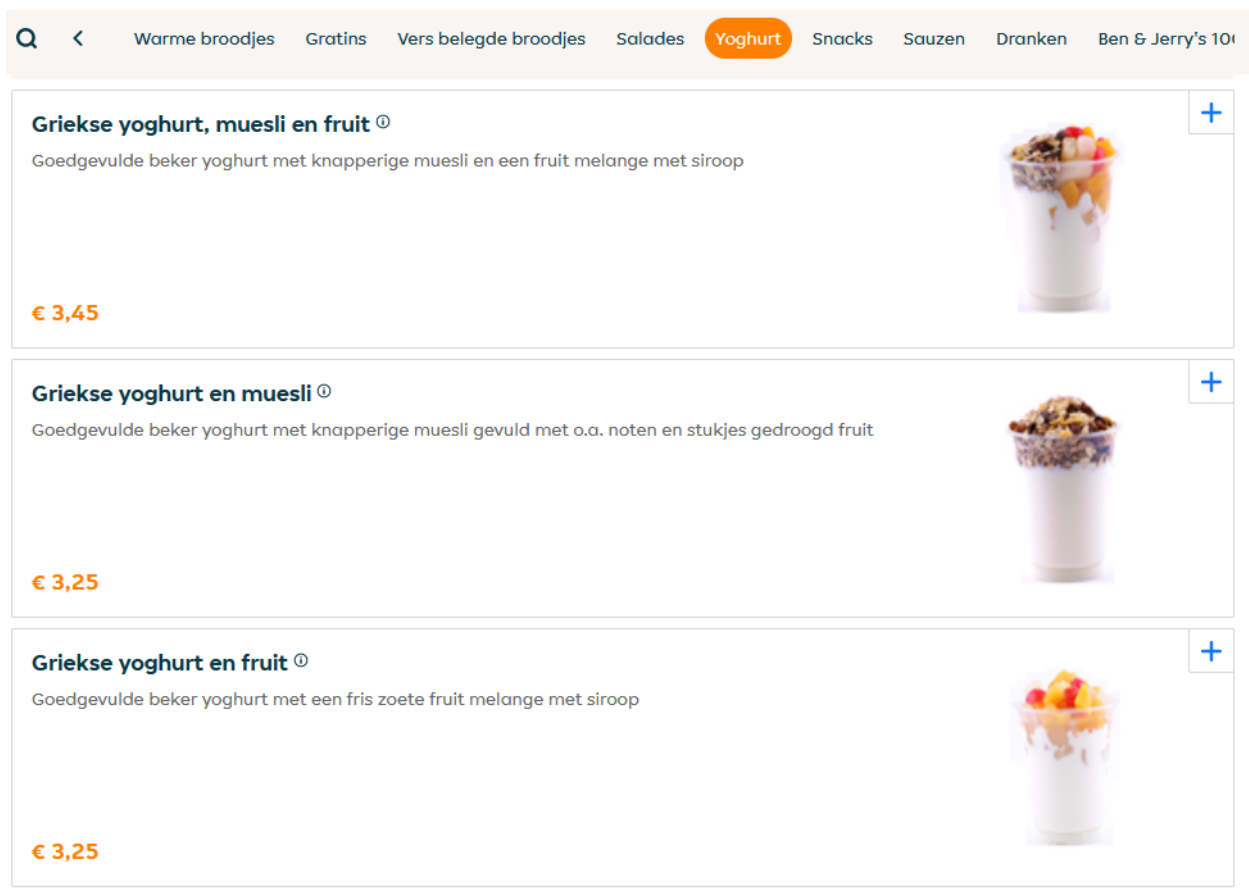 Warme broodjes Gratins Vers belegde broodjes Salades Yoghurt Snacks Sauzen Dranken Ben & Jerry's
Griekse yoghurt, muesli en fruit
Goedgevulde beker yoghurt met knapperige muesli en een fruit melange met siroop
€ 3,45
Griekse yoghurt en muesli
Goedgevulde beker yoghurt met knapperige muesli gevuld met o.a. noten en stukjes gedroogd fruit
€ 3,25
Griekse yoghurt en fruit
Goedgevulde beker yoghurt met een fris zoete fruit melange met siroop
€ 3,25